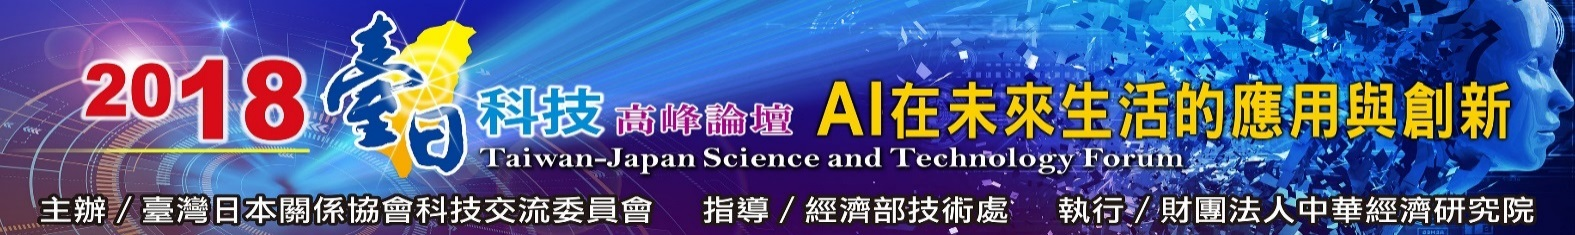 2018 臺日科技 高峰論壇 AI在未來生活的應用與創新
Taiwan-Japan Science and Technology Forum
主辦／臺灣日本關係協會科技交流委員會 指導／經濟部技術處 執行／財團法人中華經濟研究院